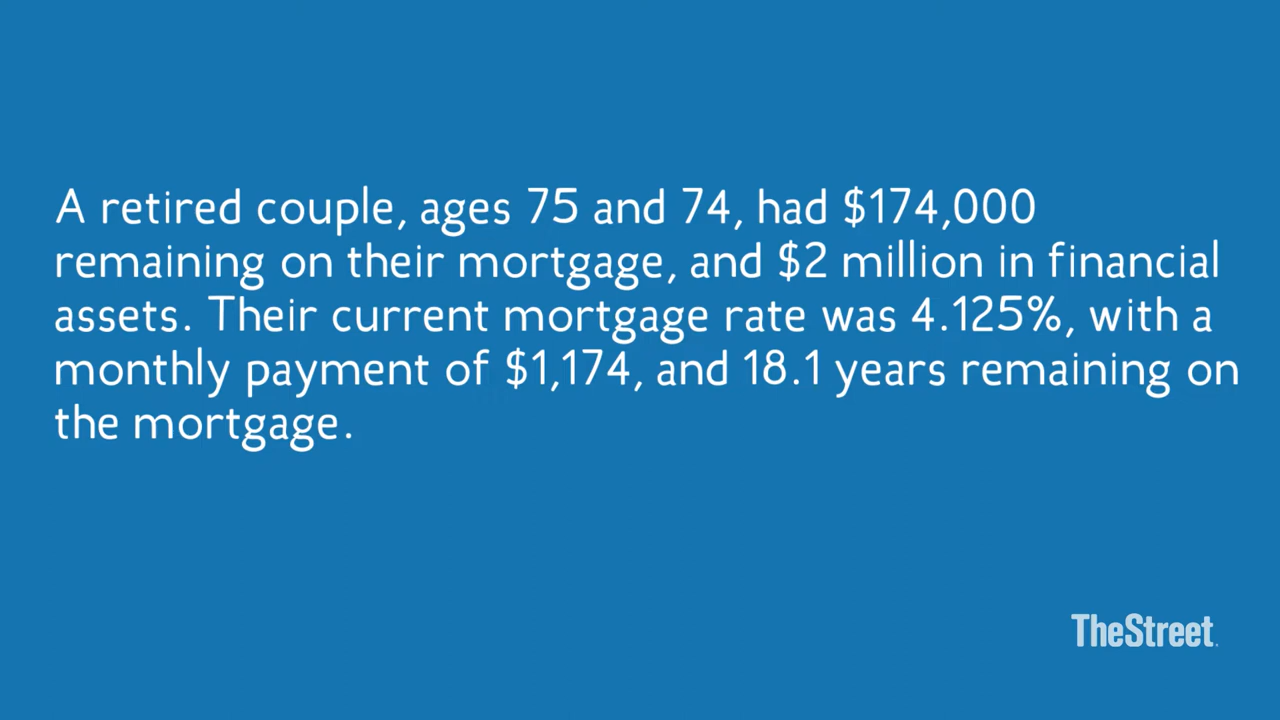 A retired couple, ages 75 and 74, had $174,000
remaining on their mortgage, and $2 million in financial
assets. Their current mortgage rate was 4.125%, with a
monthly payment of $1,174, and 18.1 years remaining on
the mortgage.
TheStreet.